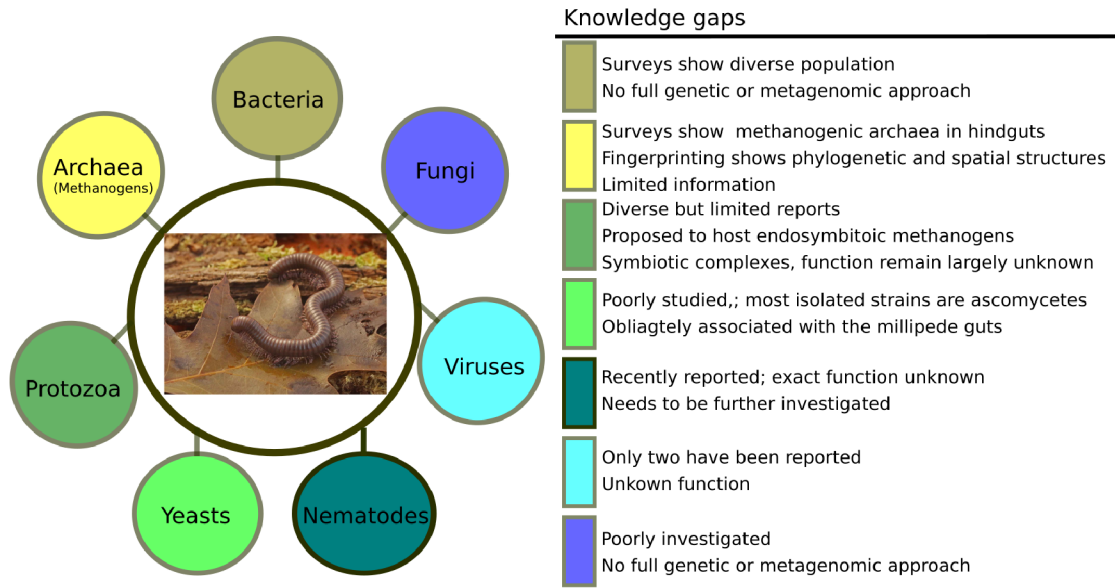 Bacteria
Archaea
(Methanogens)
Fungi
Protozoa
Viruses
Yeasts
Nematodes
Knowledge gaps
Surveys show diverse population
No full genetic or metagenomic approach
Surveys show  methanogenic archaea in hindguts
Fingerprinting shows phylogenetic and spatial structures
Limited information
Diverse but limited reports
Proposed to host endosymbitoic methanogens
Symbiotic complexes, function remain largely unknown
Poorly studied,; most isolated strains are ascomycetes
Obliagtely associated with the millipede guts
Recently reported; exact function unknown
Needs to be further investigated
Only two have been reported
Unkown function
Poorly investigated
No full genetic or metagenomic approach